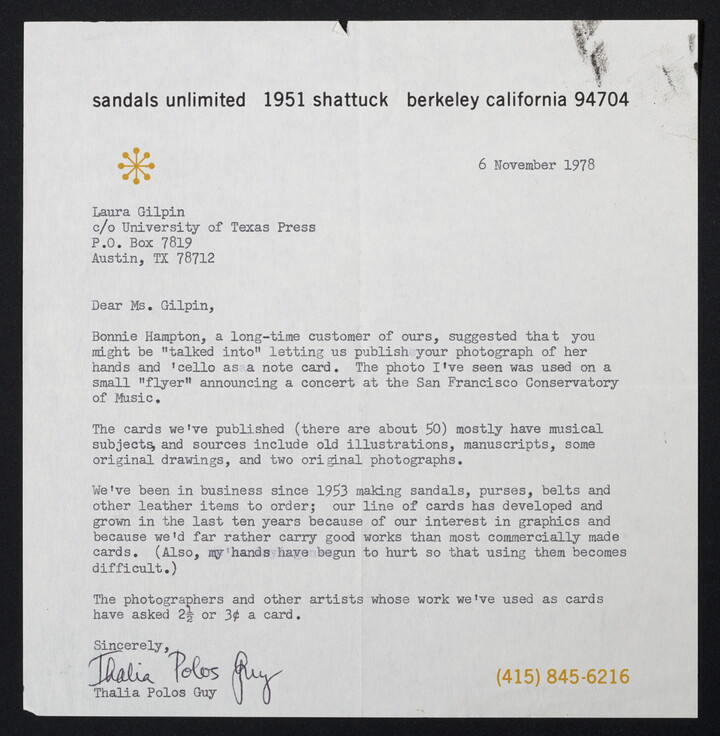 sandals unlimited 1951 shattuck berkeley california 94704
6 November 1978
Laura Gilpin
c/o University of Texas Press
P.O. Box 7819
Austin, TX 78712
Dear Ms. Gilpin,
Bonnie Hampton, a long-time customer of ours, suggested that you
might be "talked into" letting us publish your photograph of her
hands and 'cello as a note card. The photo I've seen was used on a
small "flyer" announcing a concert at the San Francisco Conservatory
of Music.
The cards we've published (there are about 50) mostly have musical
subjects, and sources include old illustrations, manuscripts, some
original drawings, and two original photographs.
We've been in business since 1953 making sandals, purses, belts and
other leather items to order; our line of cards has developed and
grown in the last ten years because of our interest in graphics and
because we'd far rather carry good works than most commercially made
cards. (Also, my hands have begun to hurt so that using them becomes
difficult.)
The photographers and other artists whose work we've used as cards
have asked 2½ or 3¢ a card.
Sincerely,
Thalia Polos Guy
Thalia Polos Guy
(415) 845-6216